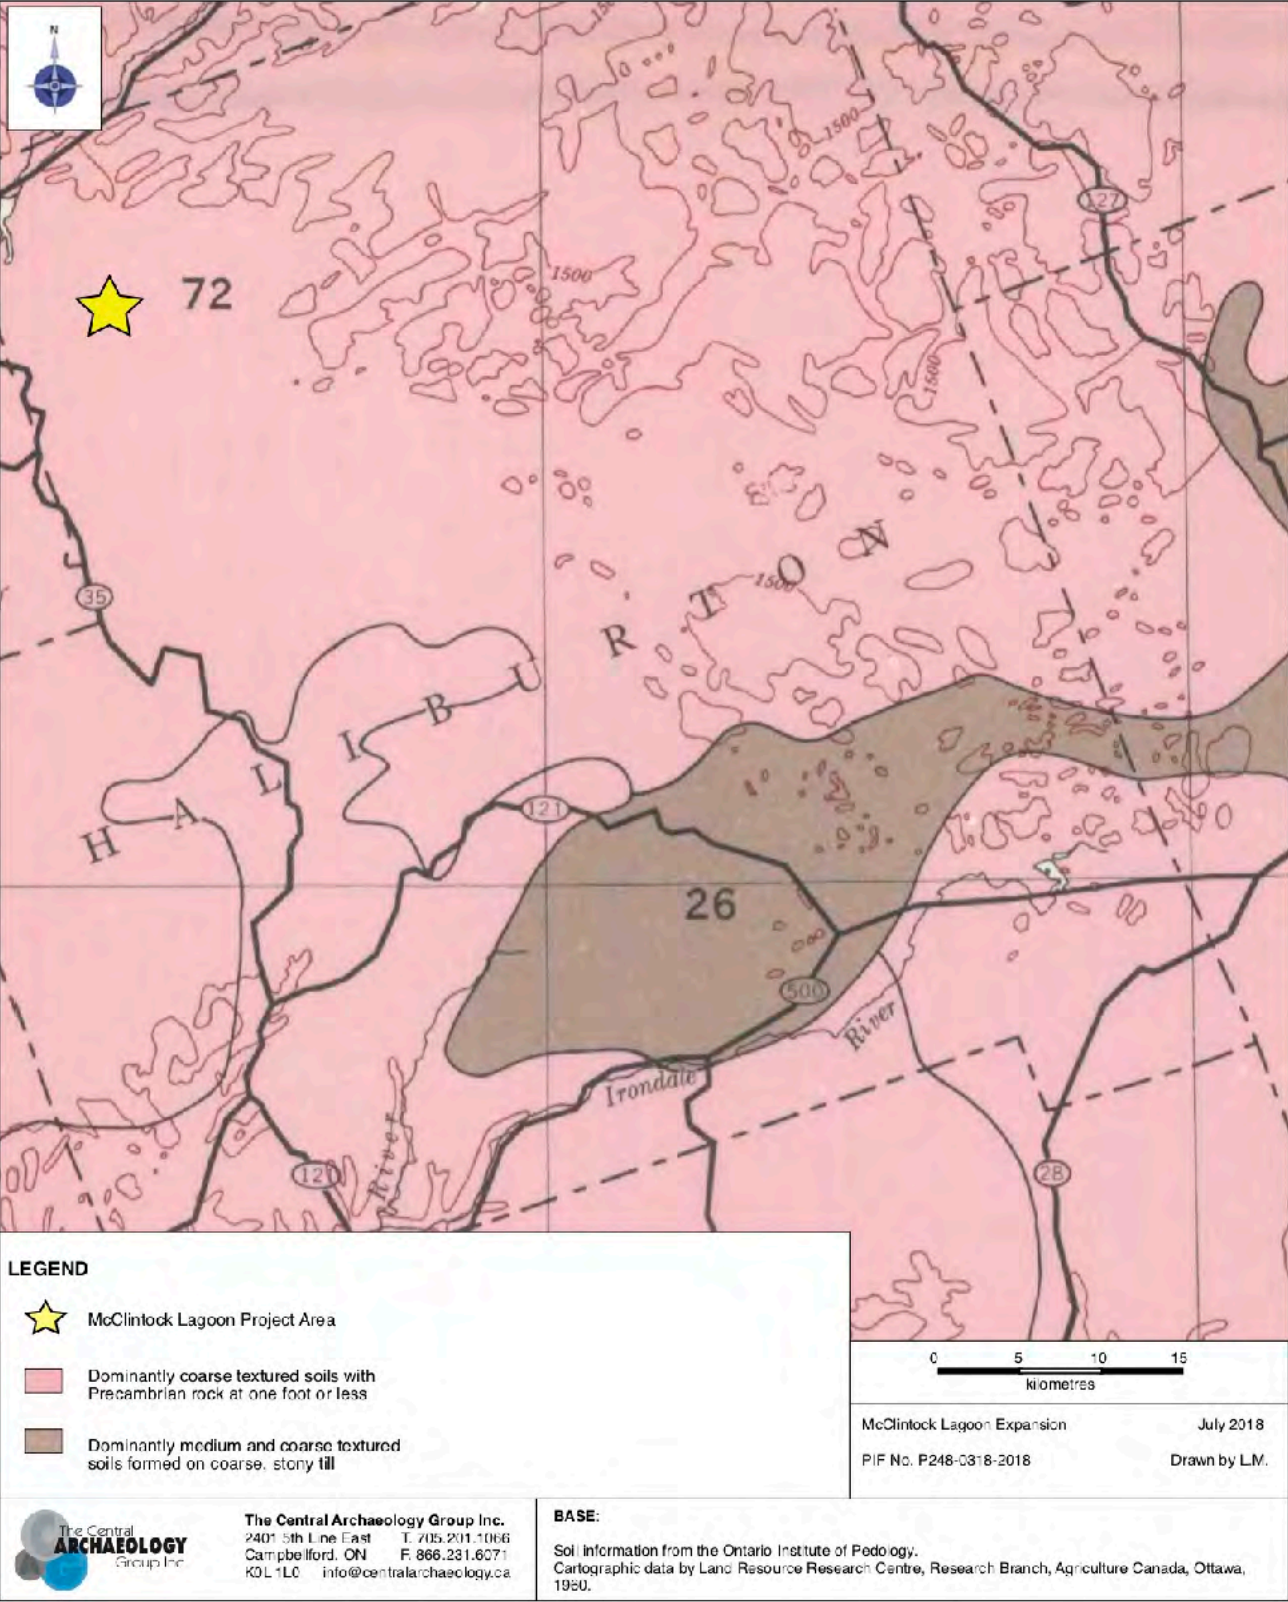 N
150
1500
127
72
1500
1500
35
1500
H A L I B U R T O N
121
26
500
River
Irondale
River
121
28
LEGEND
McClintock Lagoon Project Area
Dominantly coarse textured soils with
Precambrian rock at one foot or less
Dominantly medium and coarse textured
soils formed on coarse, stony till
0 5 10 15
kilometres
McClintock Lagoon Expansion July 2018
PIF No. P248-0318-2018 Drawn by L.M.
The Central
ARCHAEOLOGY
Group Inc
The Central Archaeology Group Inc.
2401 5th Line East T. 705.201.1066
Campbellford, ON F. 866.231.6071
K0L 1L0 info@centralarchaeology.ca
BASE:
Soil information from the Ontario Institute of Pedology.
Cartographic data by Land Resource Research Centre, Research Branch, Agriculture Canada, Ottawa,
1960.